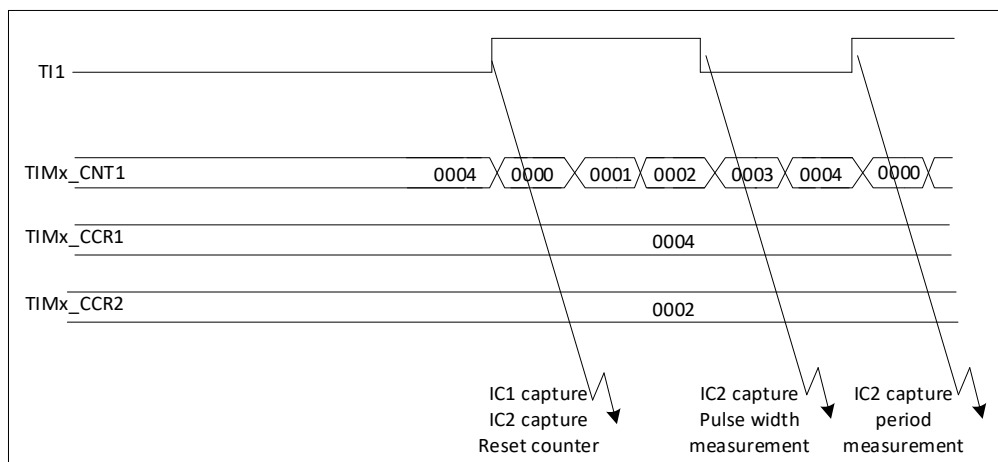 TI1
TIMx_CNT1
0004 0000 0001 0002 0003 0004 0000
TIMx_CCR1
0004
TIMx_CCR2
0002
IC1 capture
IC2 capture
Reset counter
IC2 capture
Pulse width
measurement
IC2 capture
period
measurement